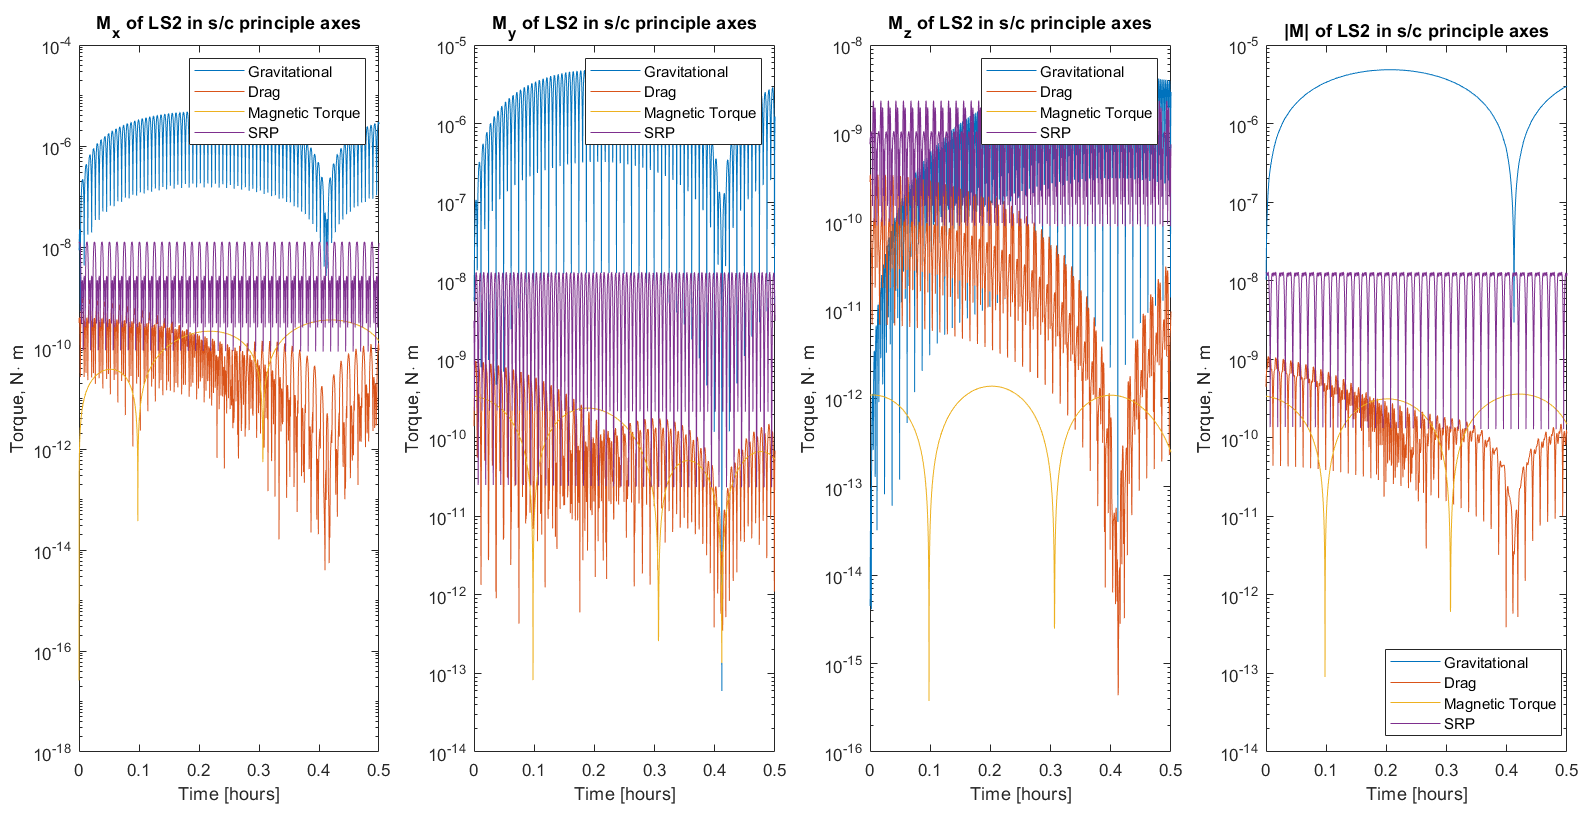 M_x of LS2 in s/c principle axes
10^-4
10^-6
10^-8
10^-10
10^-12
10^-14
10^-16
10^-18
Torque, N· m
Gravitational
Drag
Magnetic Torque
SRP
0 0.1 0.2 0.3 0.4 0.5
Time [hours]
M_y of LS2 in s/c principle axes
10^-5
10^-6
10^-7
10^-8
10^-9
10^-10
10^-11
10^-12
10^-13
10^-14
Torque, N· m
Gravitational
Drag
Magnetic Torque
SRP
0 0.1 0.2 0.3 0.4 0.5
Time [hours]
M_z of LS2 in s/c principle axes
10^-8
10^-9
10^-10
10^-11
10^-12
10^-13
10^-14
10^-15
10^-16
Torque, N· m
Gravitational
Drag
Magnetic Torque
SRP
0 0.1 0.2 0.3 0.4 0.5
Time [hours]
|M| of LS2 in s/c principle axes
10^-5
10^-6
10^-7
10^-8
10^-9
10^-10
10^-11
10^-12
10^-13
10^-14
Torque, N· m
Gravitational
Drag
Magnetic Torque
SRP
0 0.1 0.2 0.3 0.4 0.5
Time [hours]